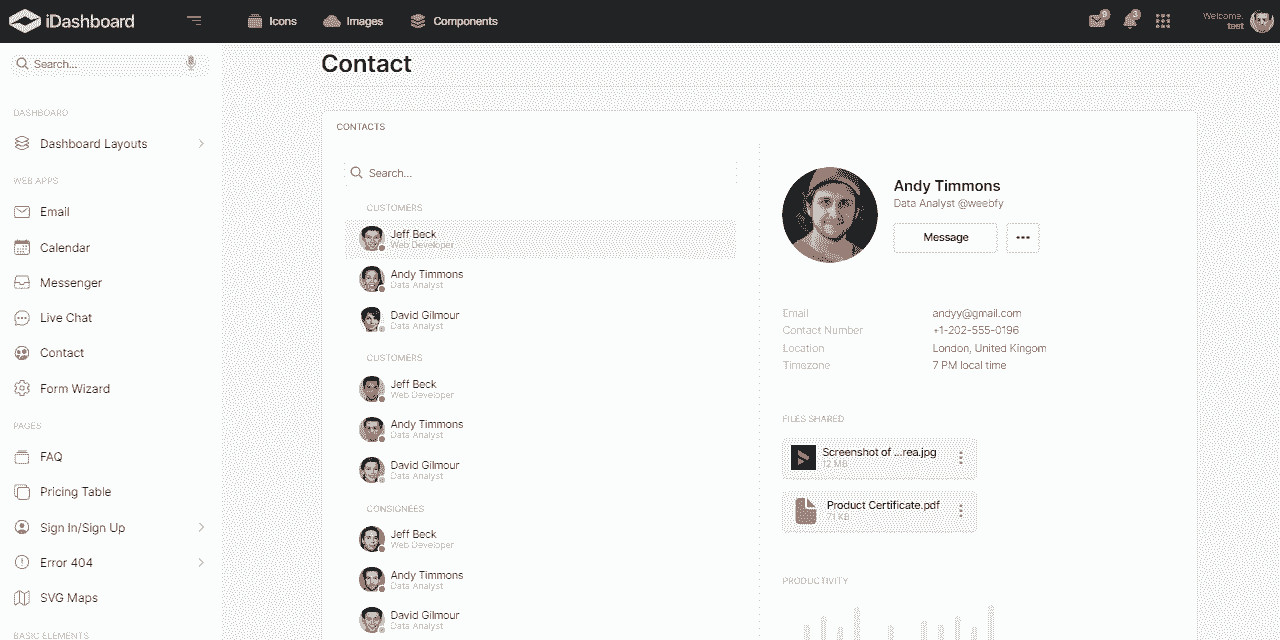 iDashboard
Icons
Images
Components
9
3
Welcome,
test
Search...
DASHBOARD
Dashboard Layouts
WEB APPS
Email
Calendar
Messenger
Live Chat
Contact
Form Wizard
PAGES
FAQ
Pricing Table
Sign In/Sign Up
Error 404
SVG Maps
BASIC ELEMENTS
Contact
CONTACTS
Search...
CUSTOMERS
Jeff Beck
Web Developer
Andy Timmons
Data Analyst
David Gilmour
Data Analyst
CUSTOMERS
Jeff Beck
Web Developer
Andy Timmons
Data Analyst
David Gilmour
Data Analyst
CONSIGNEES
Jeff Beck
Web Developer
Andy Timmons
Data Analyst
David Gilmour
Data Analyst
Andy Timmons
Data Analyst @weebfy
Message
Email andyy@gmail.com
Contact Number +1-202-555-0196
Location London, United Kingom
Timezone 7 PM local time
FILES SHARED
Screenshot of ...rea.jpg
12 MB
Product Certificate.pdf
21 KB
PRODUCTIVITY